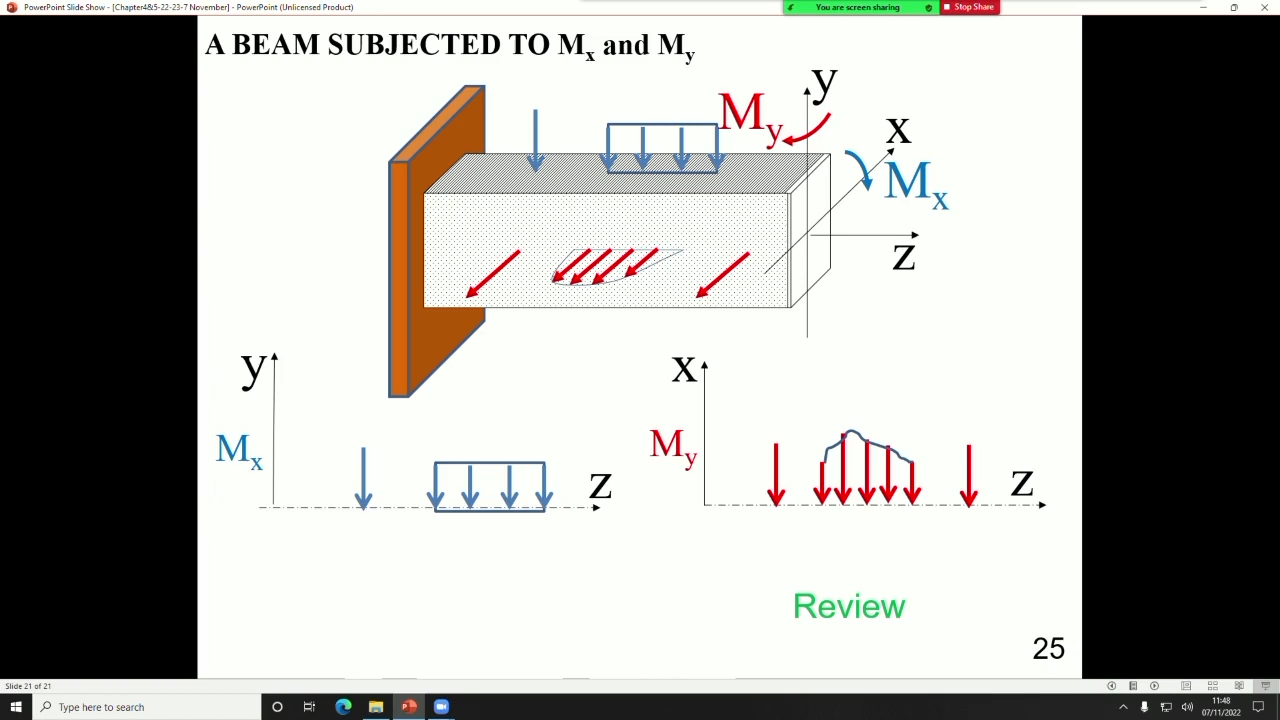 PowerPoint Slide Show - [Chapter4&5-22-23-7 November] - PowerPoint (Unlicensed Product)
You are screen sharing
Stop Share
A BEAM SUBJECTED TO Mx and My
y
My
x
Mx
z
y
Mx
z
x
My
z
Review
25
Slide 21 of 21
Type here to search
11:48
07/11/2022